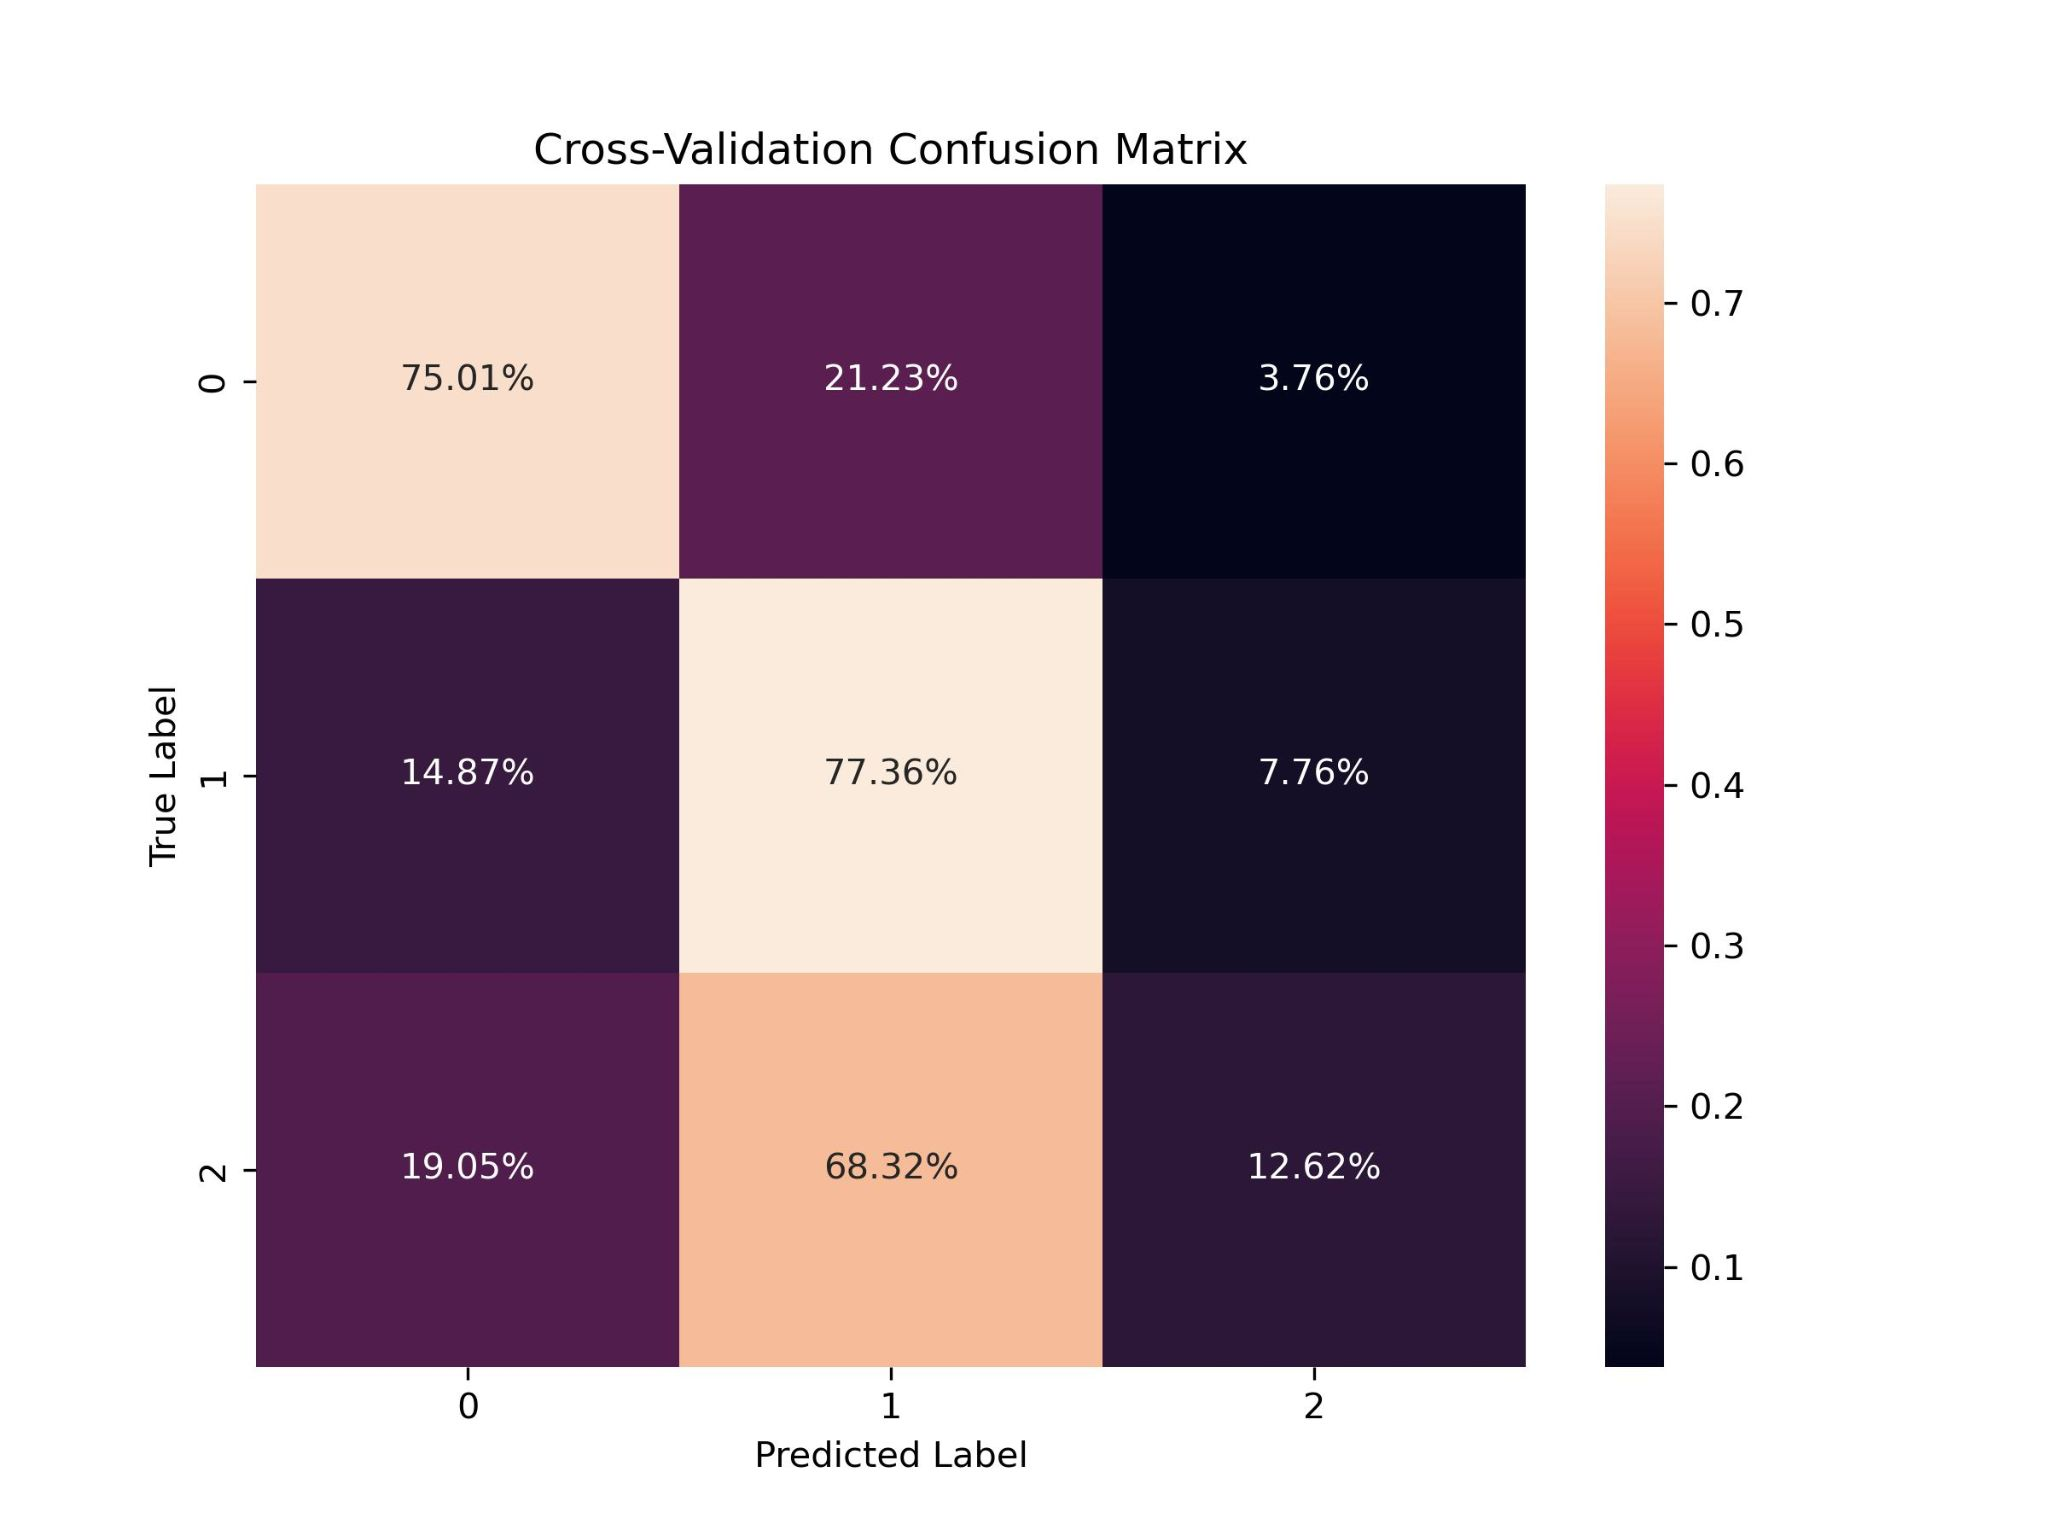 Cross-Validation Confusion Matrix
True Label
0 75.01% 21.23% 3.76%
1 14.87% 77.36% 7.76%
2 19.05% 68.32% 12.62%
0 1 2
Predicted Label
0.7
0.6
0.5
0.4
0.3
0.2
0.1